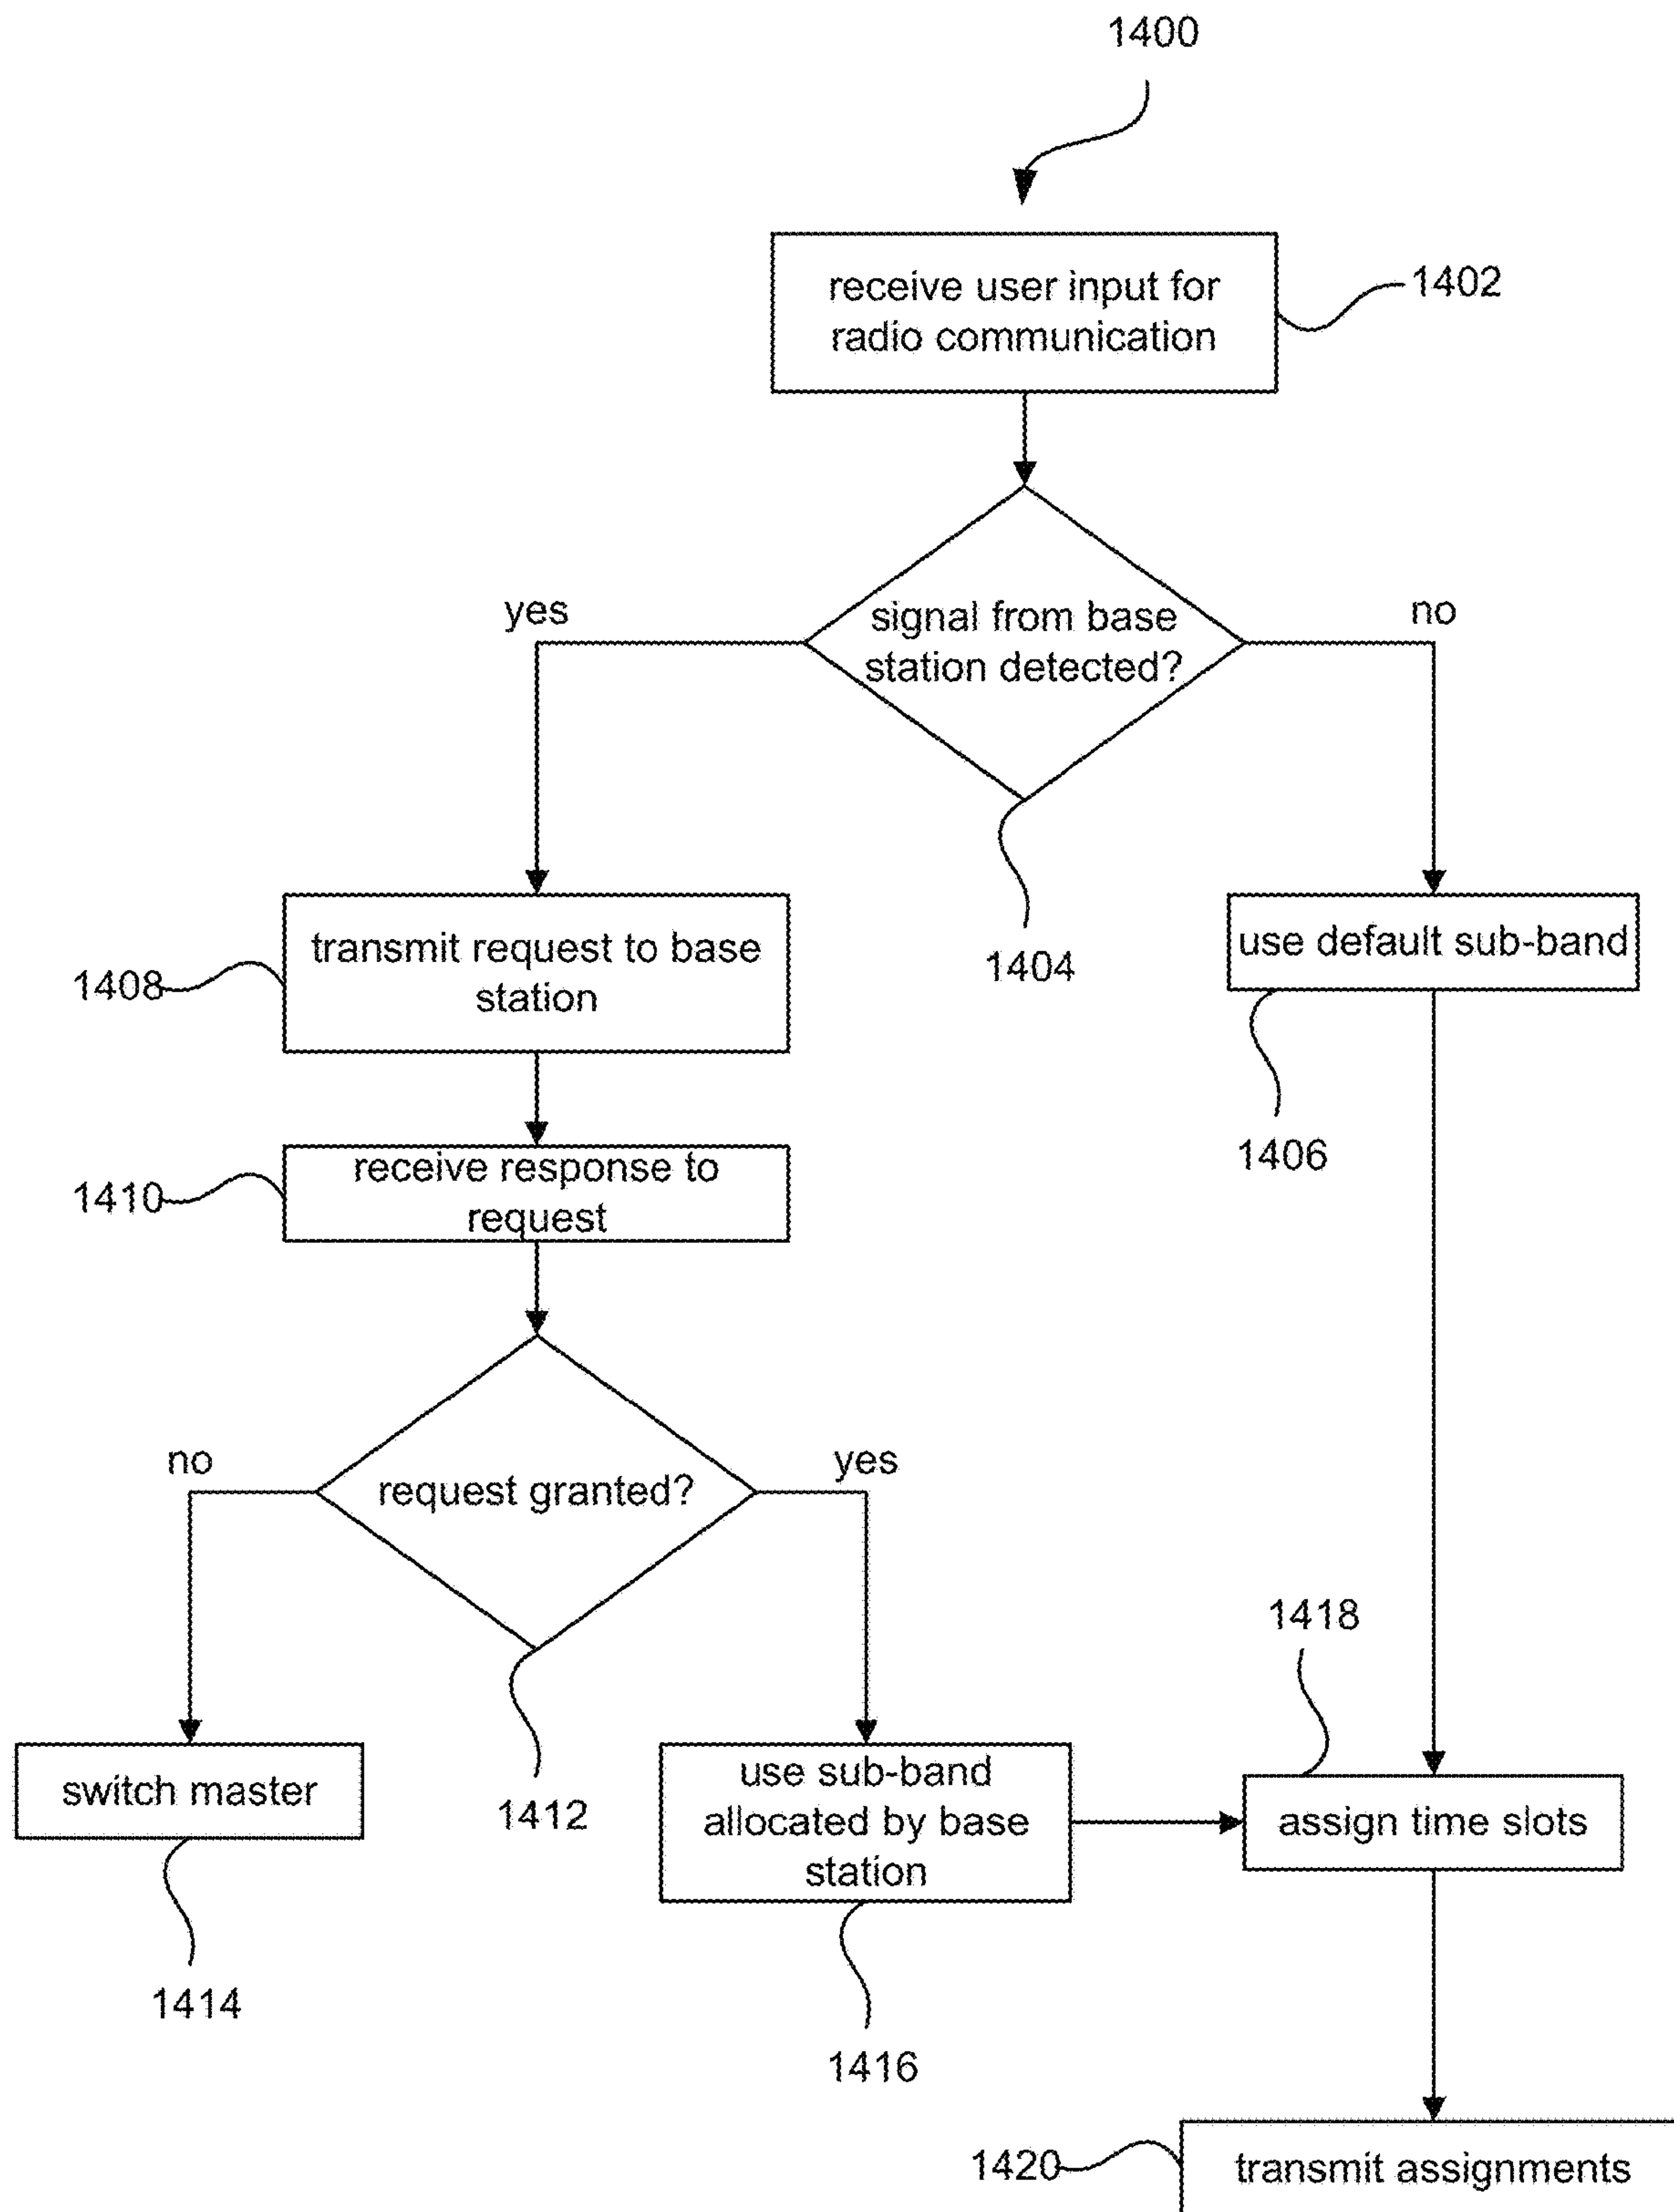 1400
receive user input for
radio communication
1402
yes
signal from base
station detected?
no
1404
transmit request to base
station
1408
use default sub-band
1406
receive response to
request
1410
no
request granted?
yes
1412
1418
switch master
1414
use sub-band
allocated by base
station
1416
assign time slots
1420
transmit assignments